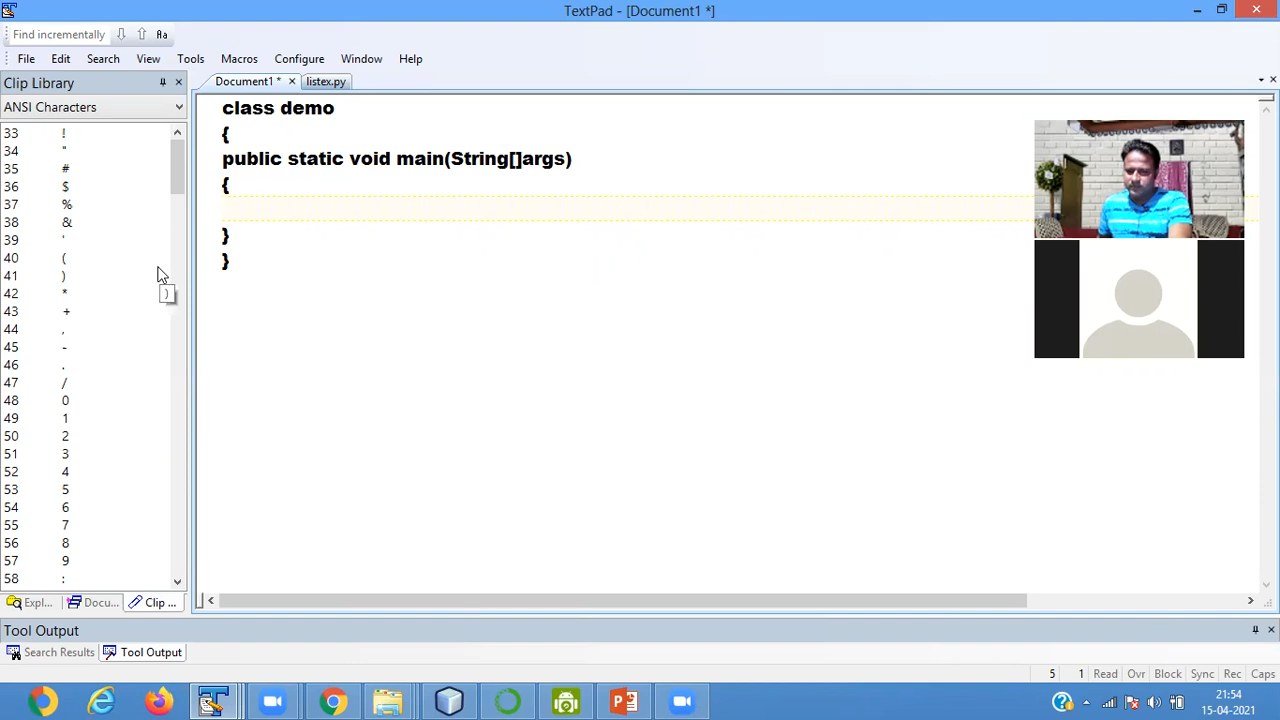 TextPad - [Document1 *]
Find incrementally
Aa
File Edit Search View Tools Macros Configure Window Help
Clip Library
Document1 * listex.py
ANSI Characters
class demo
{
public static void main(String[]args)
{
}
}
33 !
34 "
35 #
36 $
37 %
38 &
39 '
40 (
41 )
42 *
43 +
44 ,
45 -
46 .
47 /
48 0
49 1
50 2
51 3
52 4
53 5
54 6
55 7
56 8
57 9
58 :
)
Expl... Docu... Clip ...
Tool Output
Search Results Tool Output
5 1 Read Ovr Block Sync Rec Caps
21:54
15-04-2021